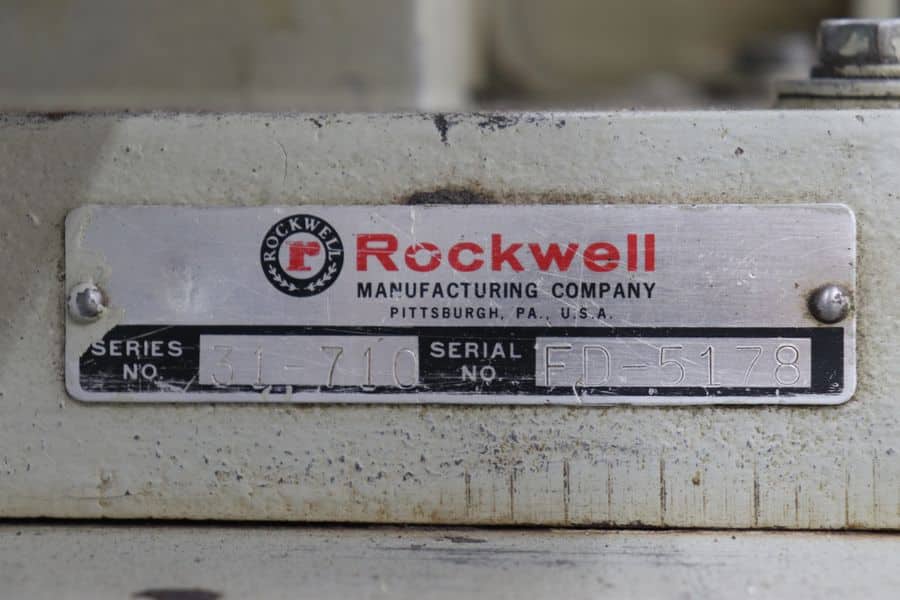 ROCKWELL
r
Rockwell
MANUFACTURING COMPANY
PITTSBURGH, PA., U.S.A.
SERIES NO. 31-710 SERIAL NO. FD-5178